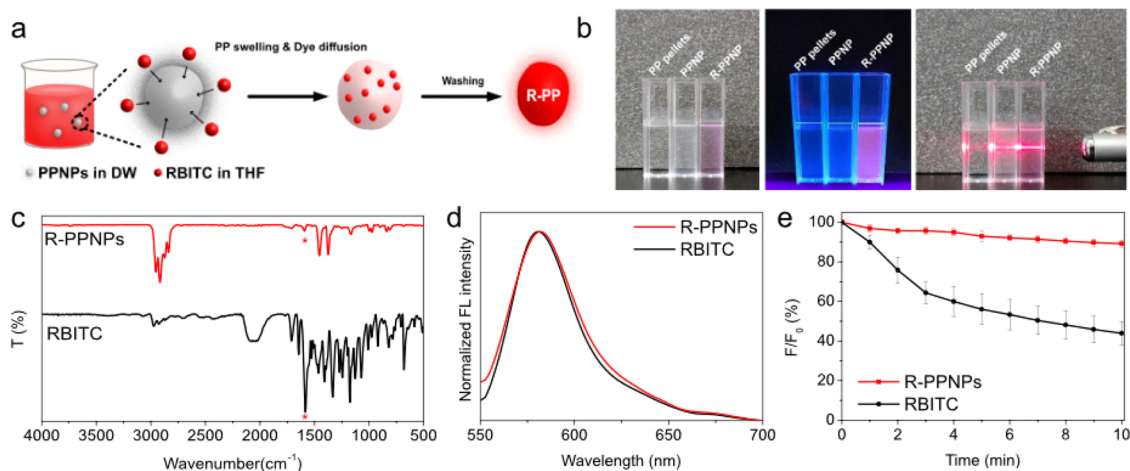 a
PP swelling & Dye diffusion
Washing
R-PP
PPNPs in DW
RBITC in THF
b
PP pellets
PPNP
R-PPNP
PP pellets
PPNP
R-PPNP
PP pellets
PPNP
R-PPNP
c
R-PPNPs
*
RBITC
*
T (%)
4000 3500 3000 2500 2000 1500 1000 500
Wavenumber(cm⁻¹)
d
R-PPNPs
RBITC
Normalized FL intensity
550 600 650 700
Wavelength (nm)
e
100
80
60
40
20
0
F/F₀ (%)
R-PPNPs
RBITC
0 2 4 6 8 10
Time (min)